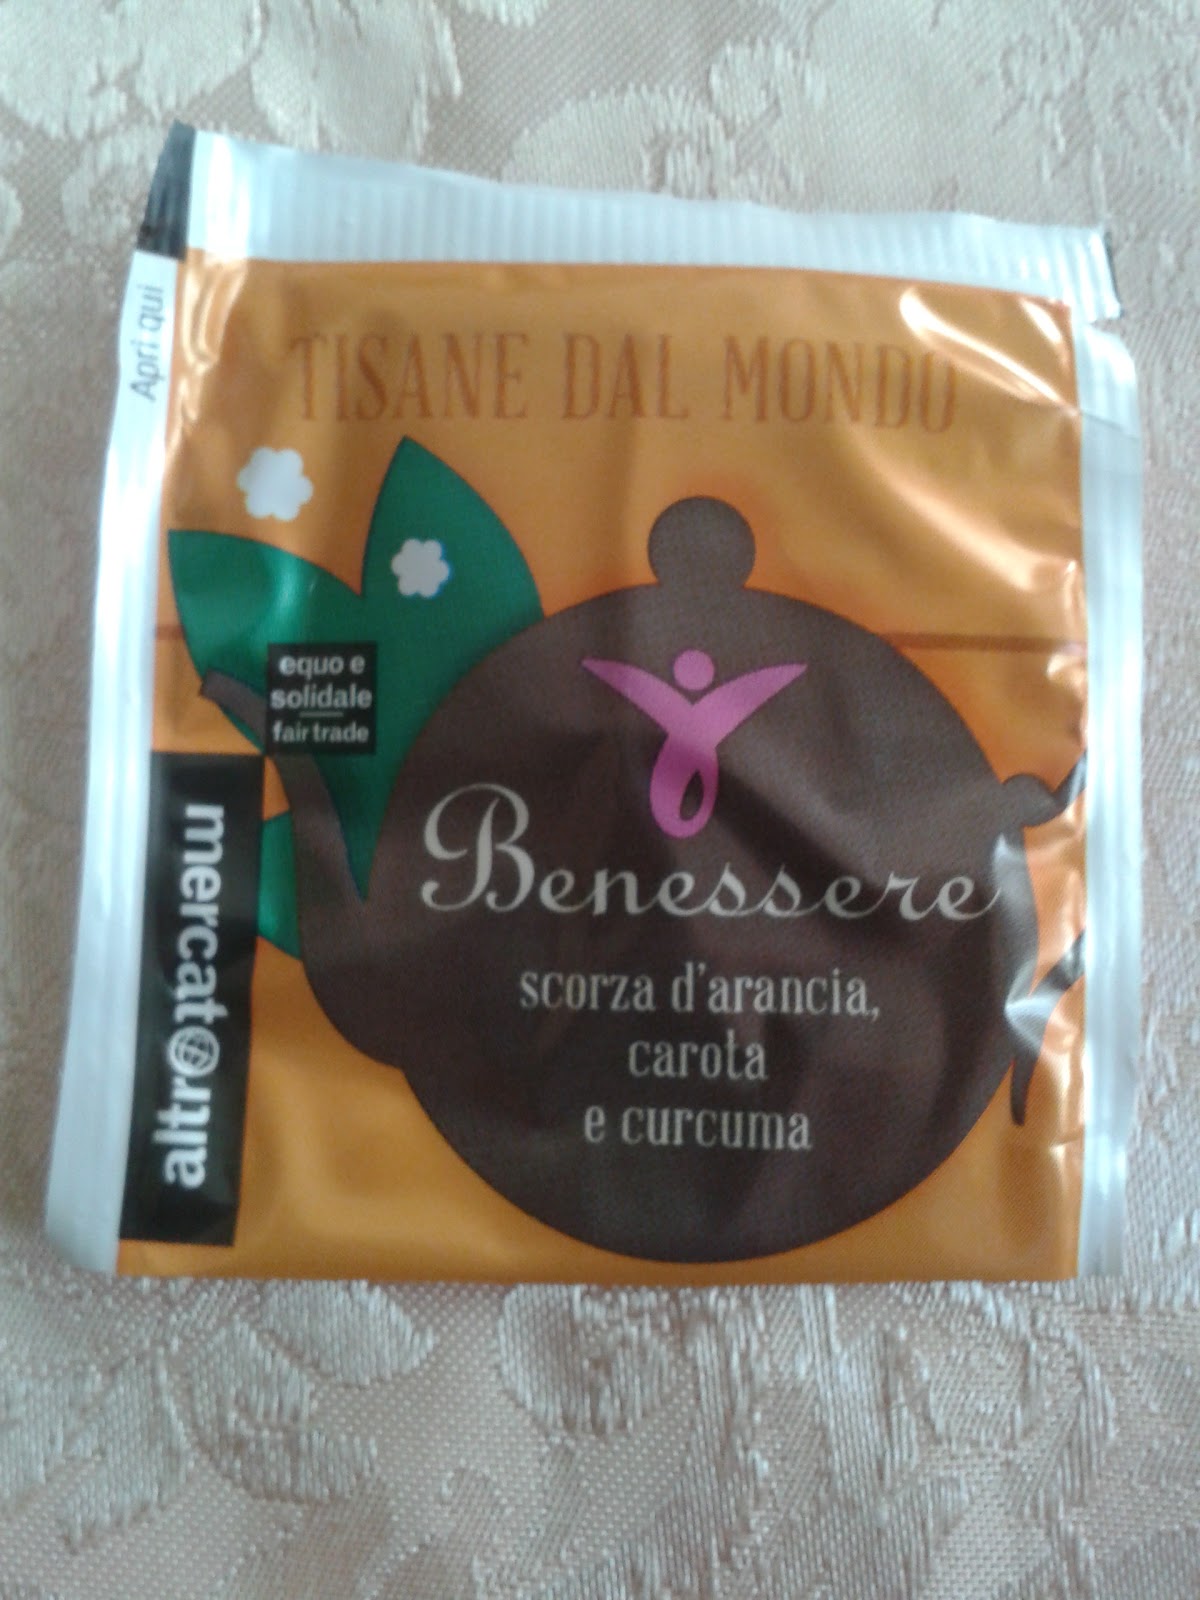 Apri qui
TISANE DAL MONDO
equo e
solidale
fair trade
altromercato
Benessere
scorza d'arancia,
carota
e curcuma